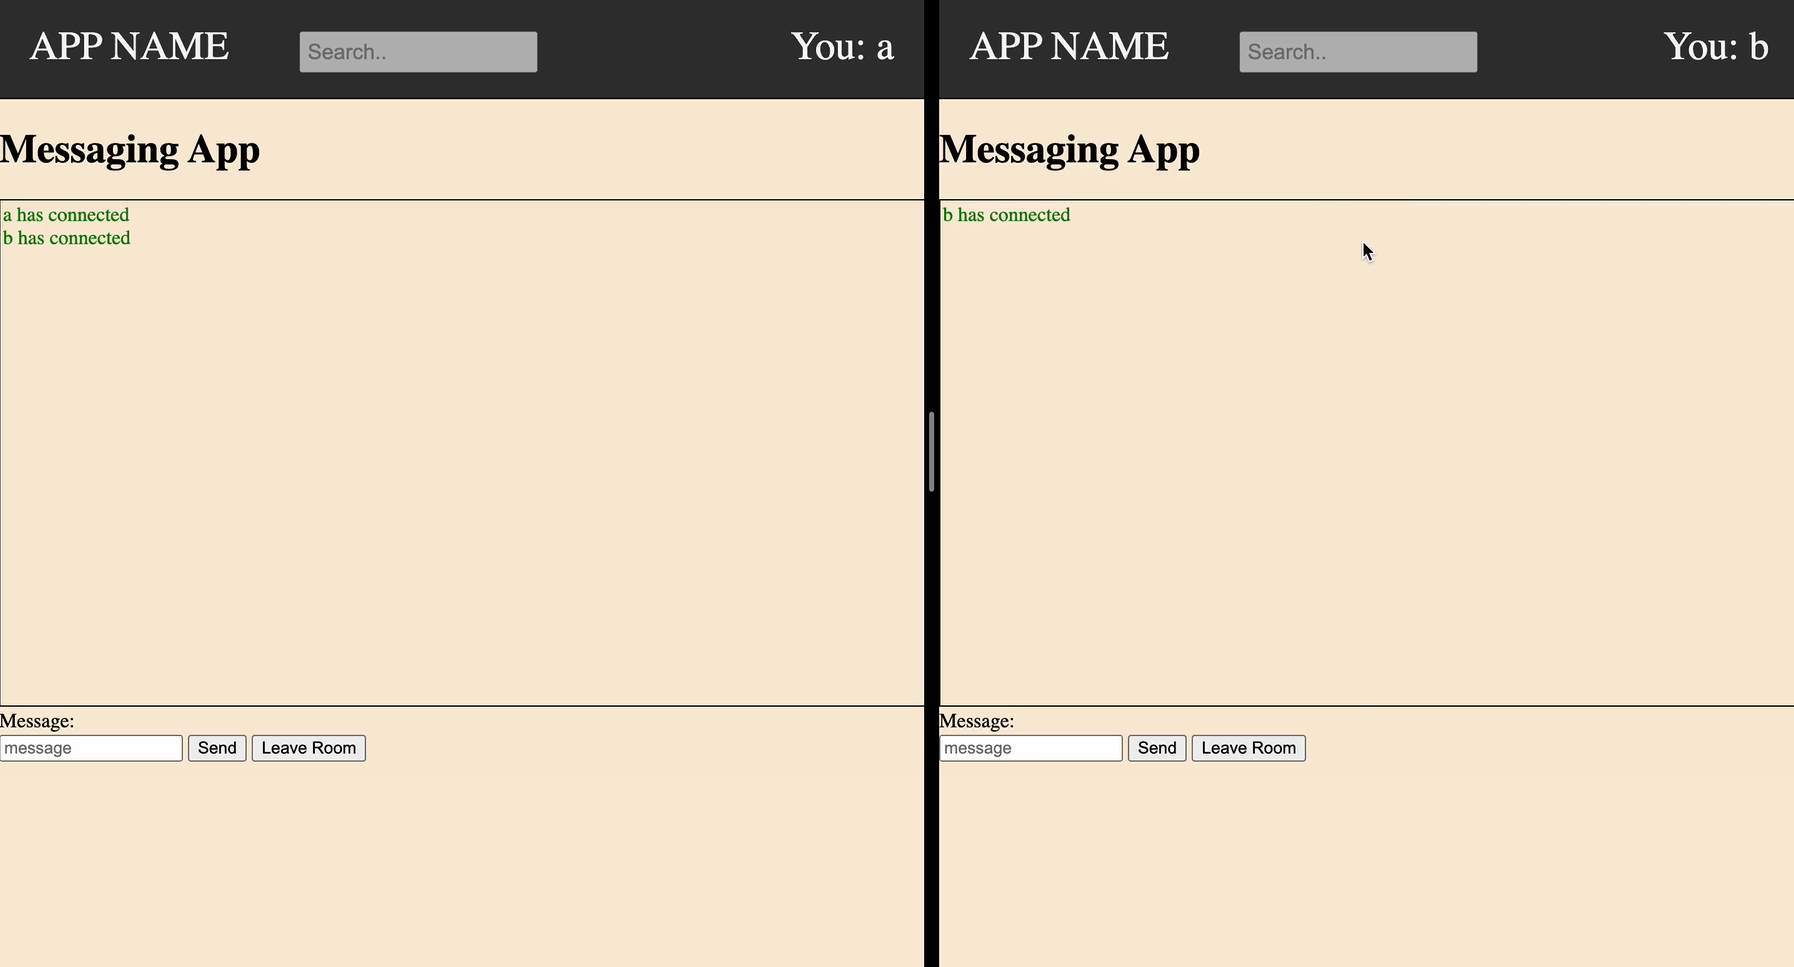 APP NAME
Search..
You: a
Messaging App
a has connected
b has connected
Message:
message
Send
Leave Room
APP NAME
Search..
You: b
Messaging App
b has connected
Message:
message
Send
Leave Room